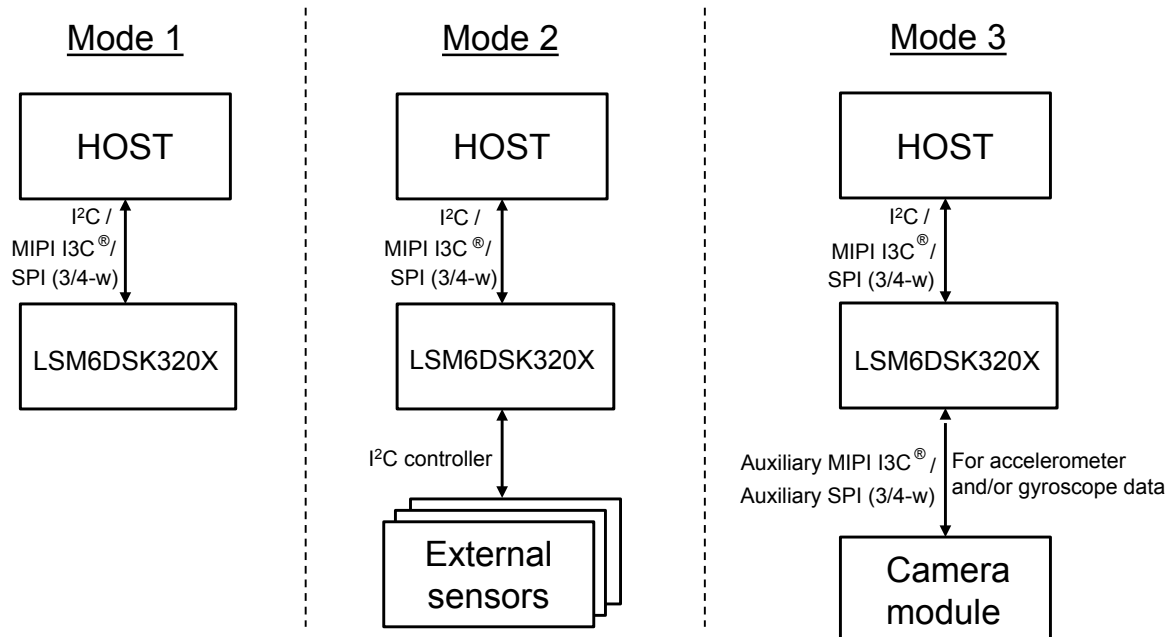 Mode 1
HOST
I²C /
MIPI I3C®/
SPI (3/4-w)
LSM6DSK320X
Mode 2
HOST
I²C /
MIPI I3C®/
SPI (3/4-w)
LSM6DSK320X
I²C controller
External
sensors
Mode 3
HOST
I²C /
MIPI I3C®/
SPI (3/4-w)
LSM6DSK320X
Auxiliary MIPI I3C®/
Auxiliary SPI (3/4-w)
For accelerometer
and/or gyroscope data
Camera
module